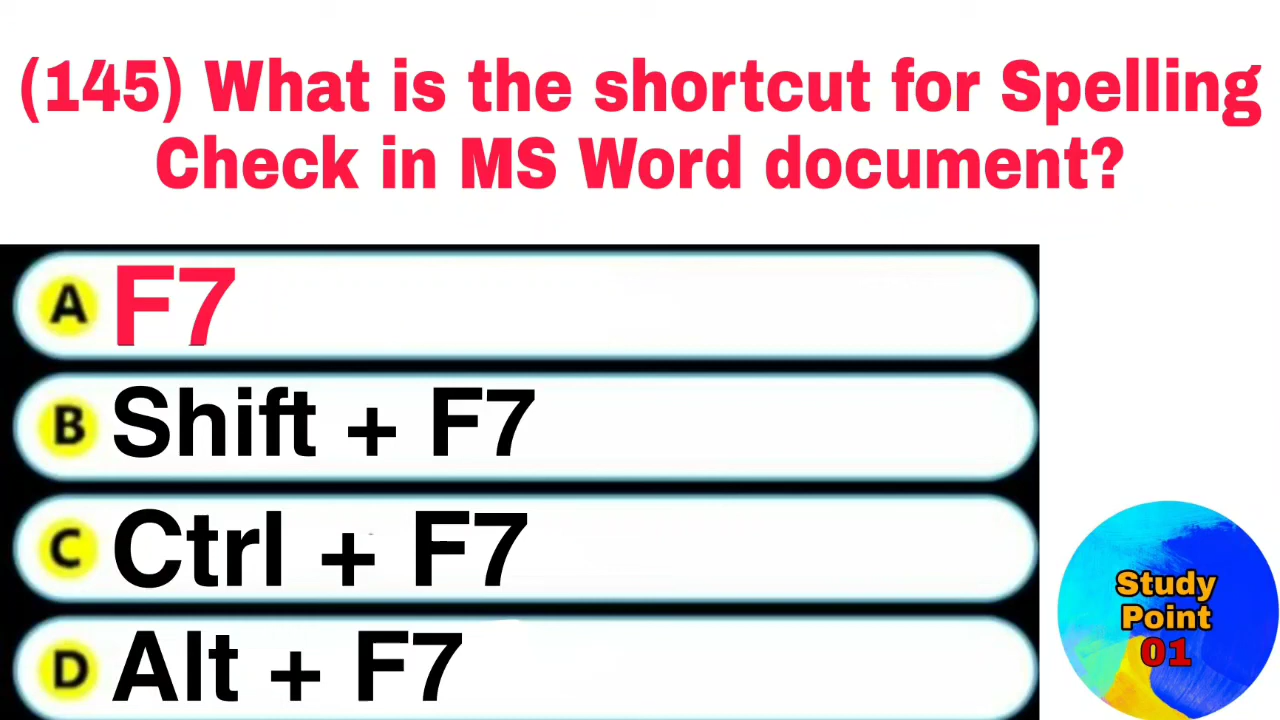 (145) What is the shortcut for Spelling
Check in MS Word document?
A F7
B Shift + F7
C Ctrl + F7
D Alt + F7
Study
Point
01